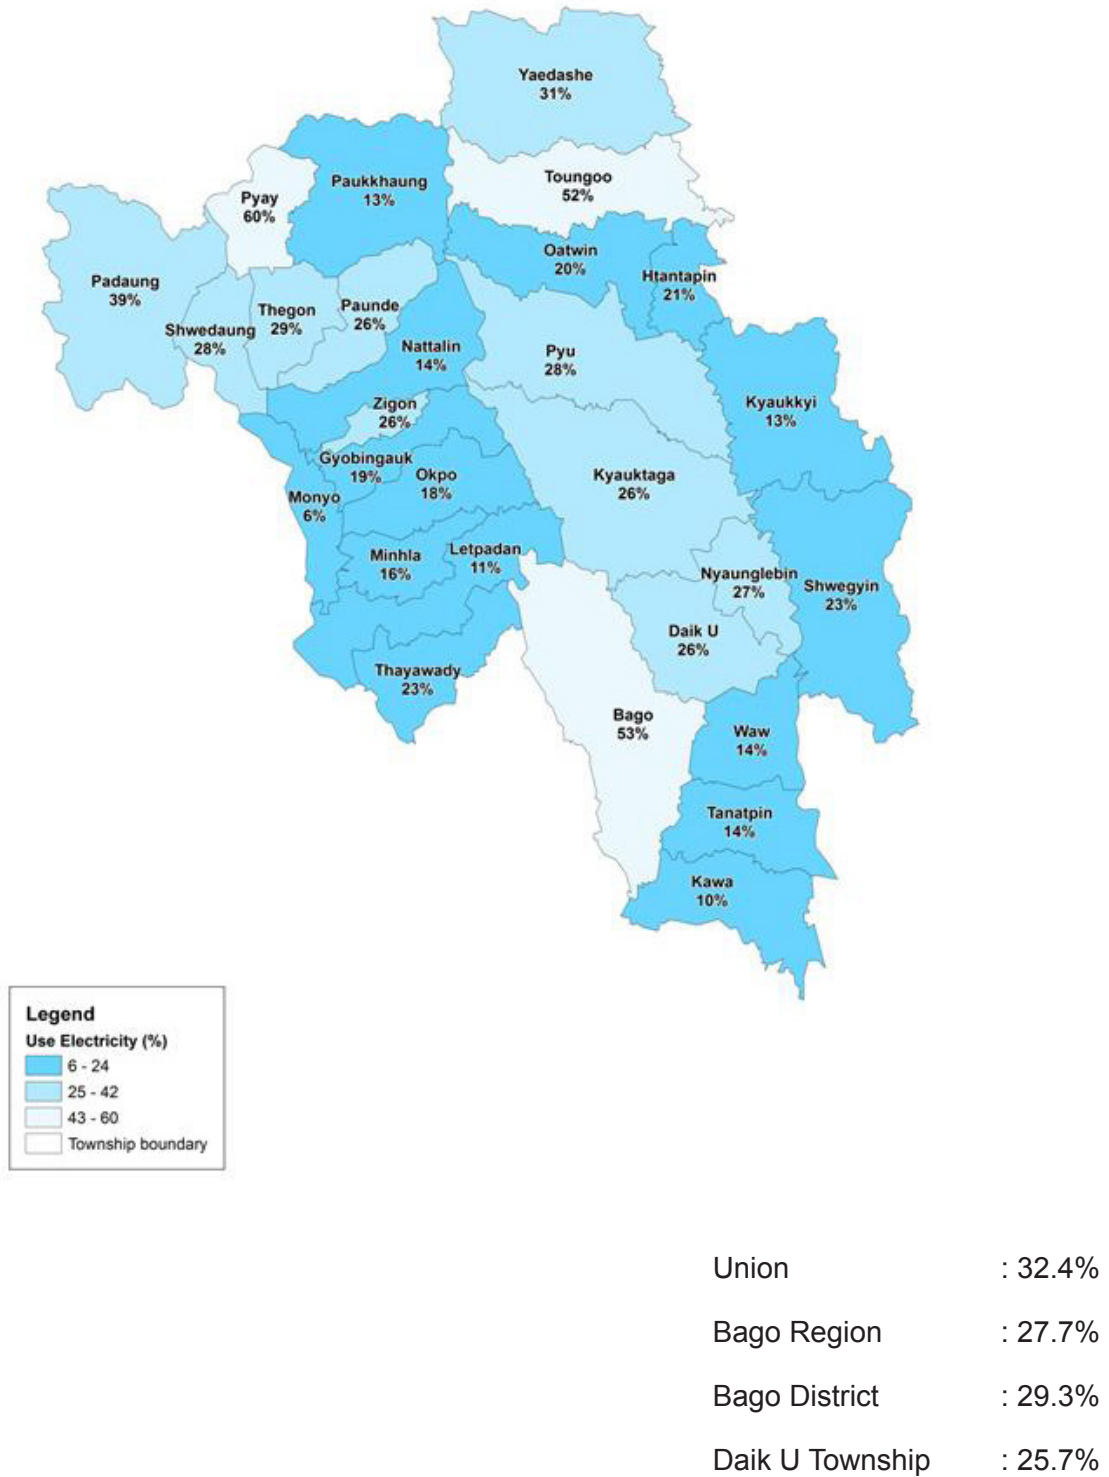 Yaedashe
31%
Toungoo
52%
Paukkhaung
13%
Pyay
60%
Oatwin
20%
Htantapin
21%
Padaung
39%
Shwedaung
28%
Thegon
29%
Paunde
26%
Nattalin
14%
Pyu
28%
Kyaukkyi
13%
Zigon
26%
Gyobingauk
19%
Okpo
18%
Kyauktaga
26%
Monyo
6%
Minhla
16%
Letpadan
11%
Nyaunglebin
27%
Shwegyin
23%
Daik U
26%
Thayawady
23%
Bago
53%
Waw
14%
Tanatpin
14%
Kawa
10%
Legend
Use Electricity (%)
6 - 24
25 - 42
43 - 60
Township boundary
Union : 32.4%
Bago Region : 27.7%
Bago District : 29.3%
Daik U Township : 25.7%